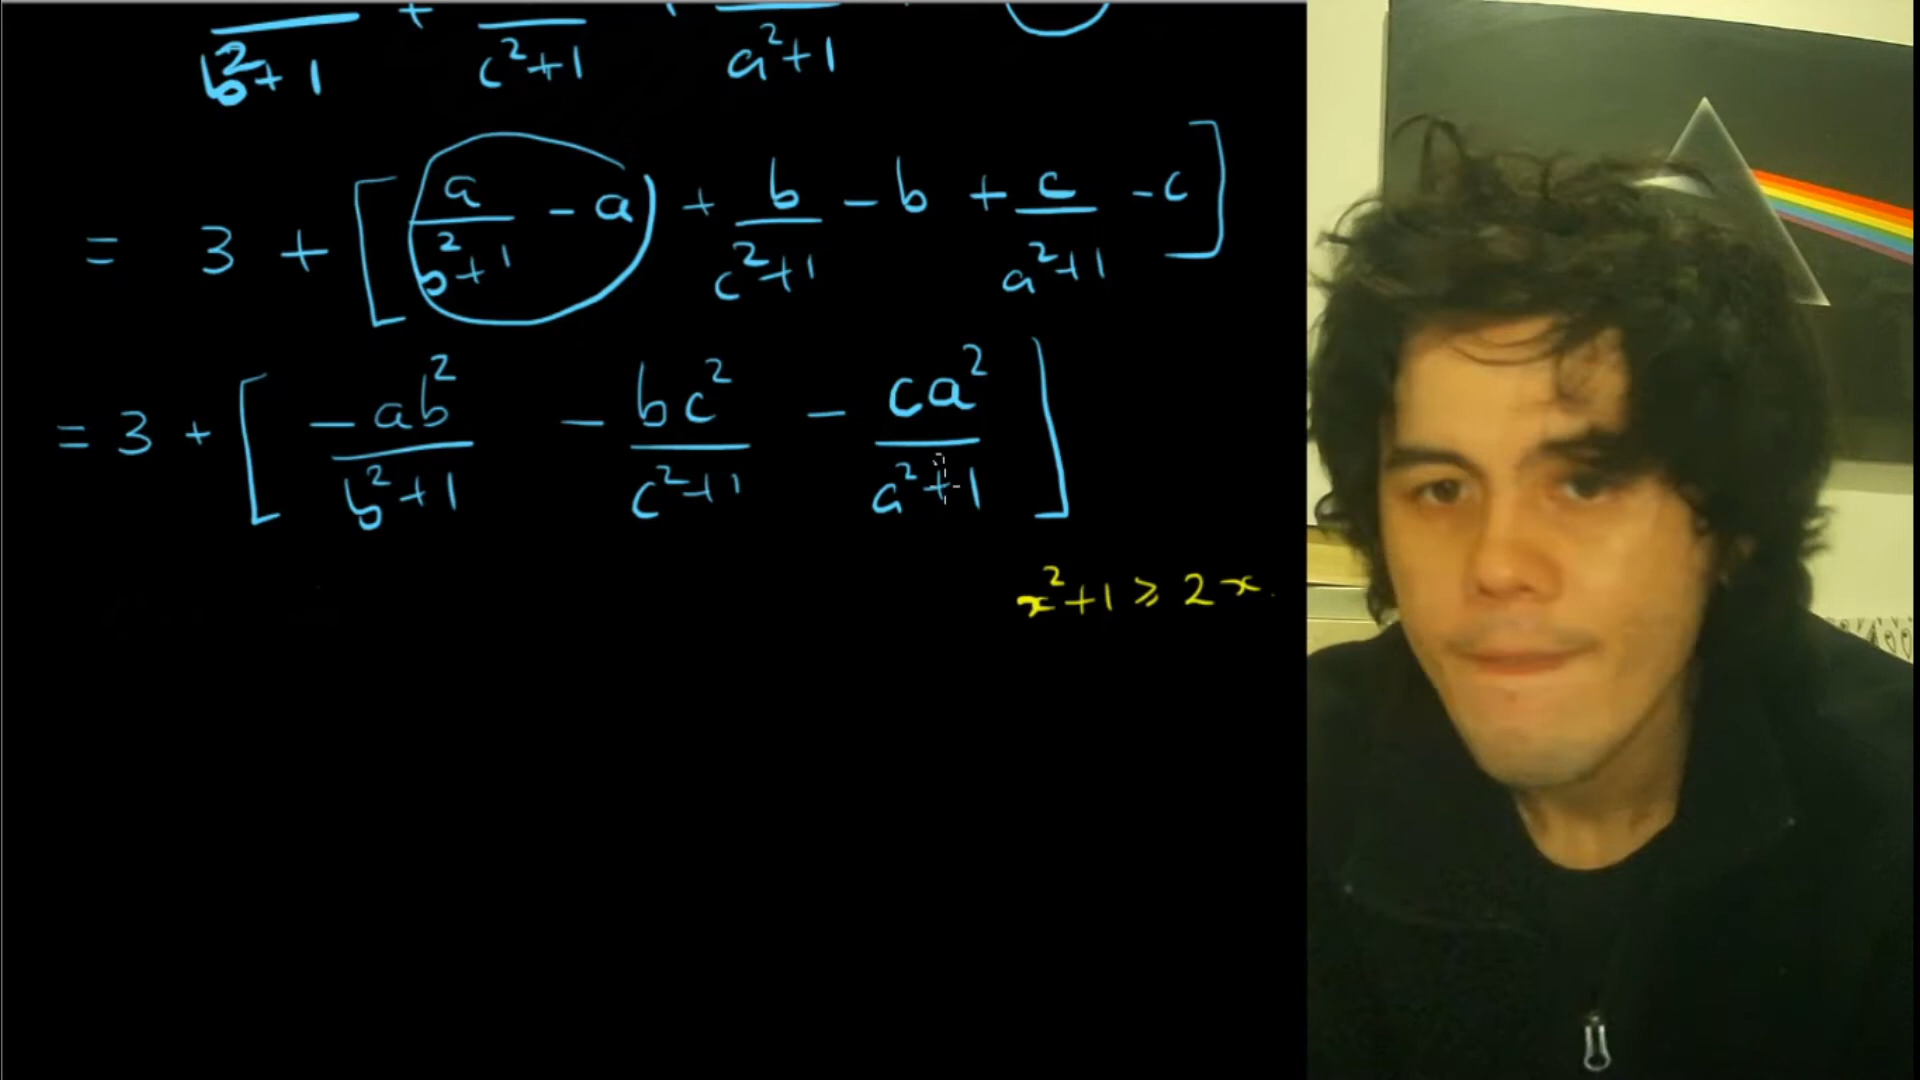 b²+1 + c²+1 a²+1
= 3 + [ (a/b²+1 - a) + b/c²+1 - b + c/a²+1 - c ]
= 3 + [ -ab²/b²+1 - bc²/c²+1 - ca²/a²+1 ]
x²+1 ⩾ 2x